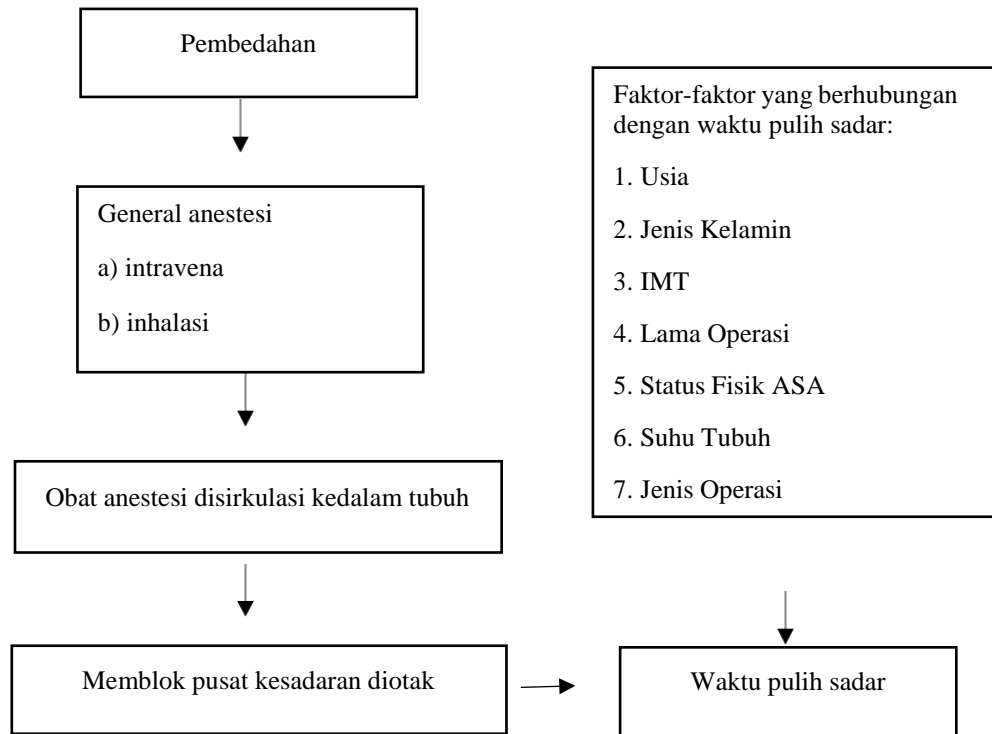 Pembedahan
General anestesi
a) intravena
b) inhalasi
Obat anestesi disirkulasi kedalam tubuh
Memblok pusat kesadaran diotak
Faktor-faktor yang berhubungan
dengan waktu pulih sadar:
1. Usia
2. Jenis Kelamin
3. IMT
4. Lama Operasi
5. Status Fisik ASA
6. Suhu Tubuh
7. Jenis Operasi
Waktu pulih sadar